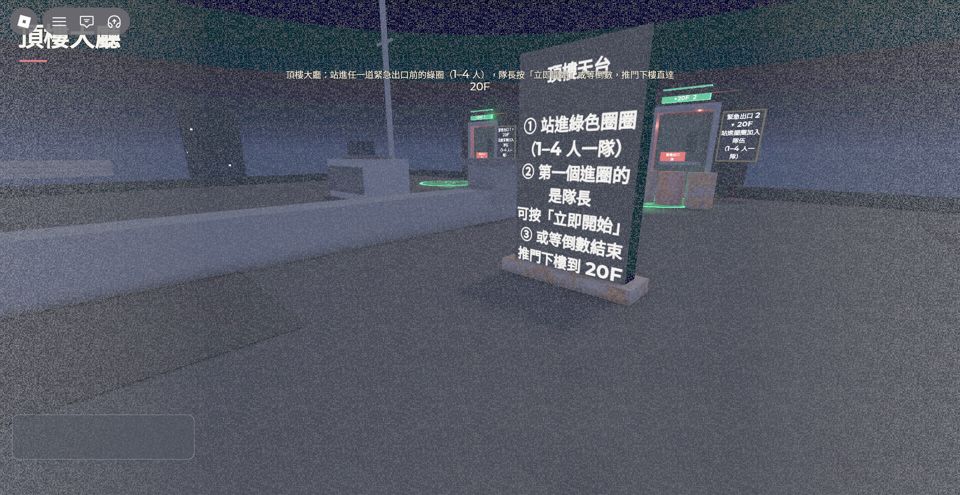 頂樓大廳
頂樓大廳：站進任一道緊急出口前的綠圈（1–4 人），隊長按「立即開始」或等倒數，推門下樓直達
20F
頂樓天台
① 站進綠色圈圈
（1–4 人一隊）
② 第一個進圈的
是隊長
可按「立即開始」
③ 或等倒數結束
推門下樓到 20F
緊急出口 2
→ 20F
站進圈圈加入
隊伍
（1–4 人一
隊）